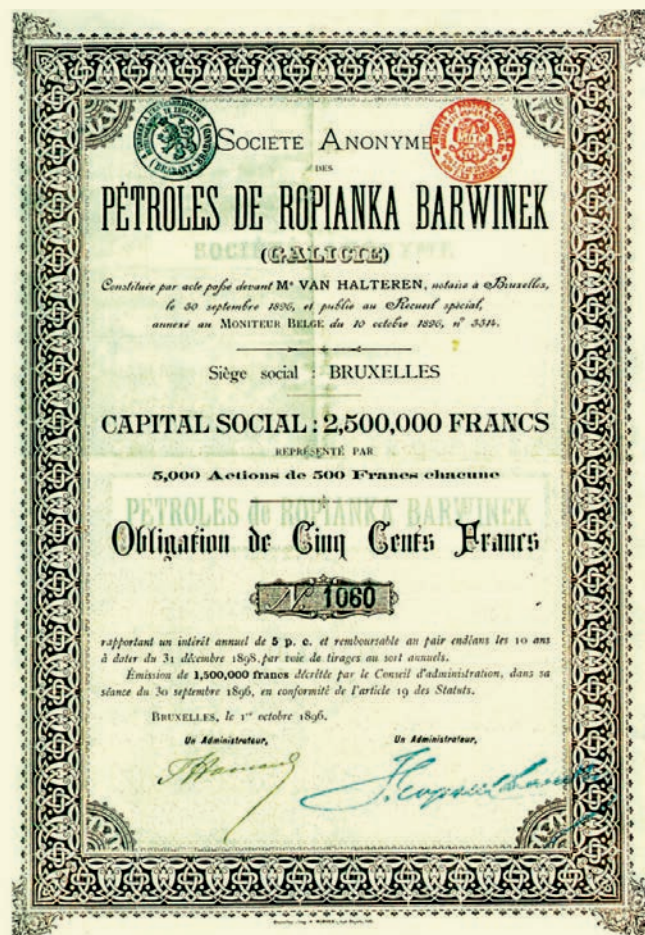 SOCIÉTÉ ANONYME
DES
PÉTROLES DE ROPIANKA BARWINEK
(GALICIE)
Constituée par acte passé devant Me VAN HALTEREN, notaire à Bruxelles,
le 30 septembre 1896, et publié au Recueil spécial,
annexé au MONITEUR BELGE du 10 octobre 1896, no 3314.
Siège social : BRUXELLES
CAPITAL SOCIAL : 2,500,000 FRANCS
REPRÉSENTÉ PAR
5,000 Actions de 500 Francs chacune
PETROLES de ROPIANKA BARWINEK
Obligation de Cinq Cents Francs
No 1060
rapportant un intérêt annuel de 5 p. c. et remboursable au pair endéans les 10 ans
à dater du 31 décembre 1898, par voie de tirages au sort annuels.
Émission de 1,500,000 francs décrétée par le Conseil d'administration, dans sa
séance du 30 septembre 1896, en conformité de l'article 19 des Statuts.
BRUXELLES, le 1er octobre 1896.
Un Administrateur, Un Administrateur,